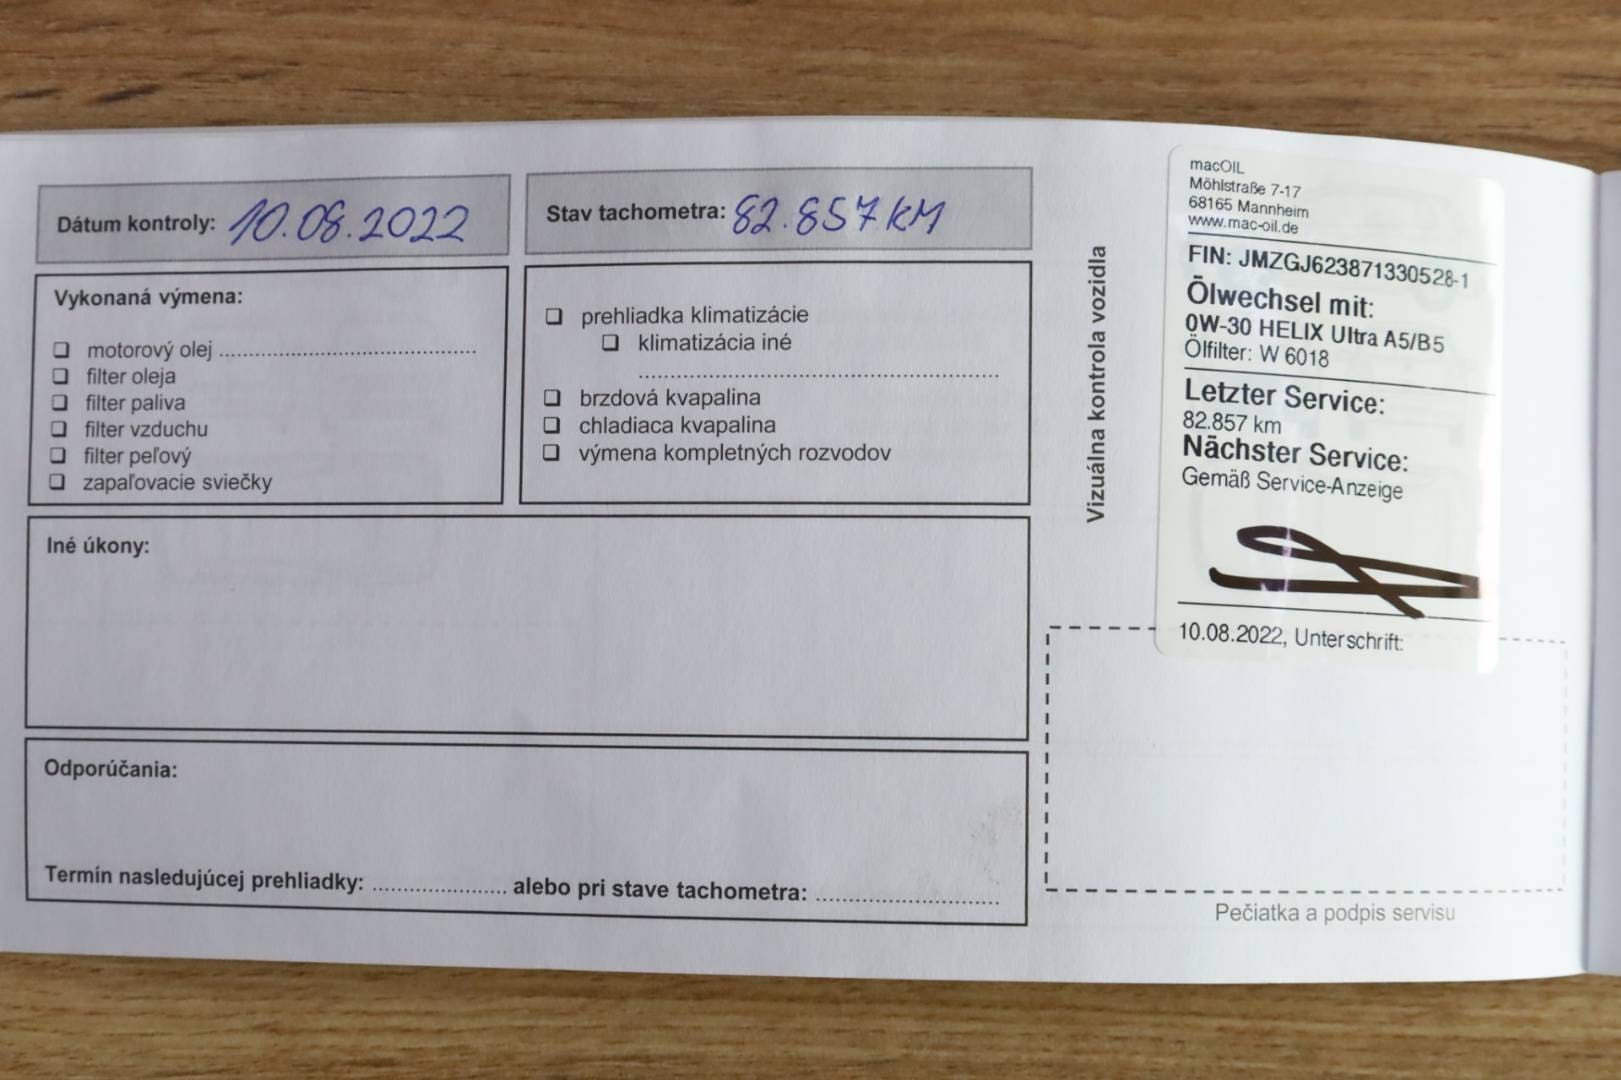 Dátum kontroly: 10.08.2022
Stav tachometra: 82.857 KM
Vykonaná výmena:
❑ motorový olej ................................................
❑ filter oleja
❑ filter paliva
❑ filter vzduchu
❑ filter peľový
❑ zapaľovacie sviečky
❑ prehliadka klimatizácie
❑ klimatizácia iné
................................................................
❑ brzdová kvapalina
❑ chladiaca kvapalina
❑ výmena kompletných rozvodov
Iné úkony:
Odporúčania:
Termín nasledujúcej prehliadky: ...................... alebo pri stave tachometra: ..............................
Vizuálna kontrola vozidla
macOIL
Möhlstraße 7-17
68165 Mannheim
www.mac-oil.de
FIN: JMZGJ623871330528-1
Ölwechsel mit:
0W-30 HELIX Ultra A5/B5
Ölfilter: W 6018
Letzter Service:
82.857 km
Nächster Service:
Gemäß Service-Anzeige
10.08.2022, Unterschrift:
Pečiatka a podpis servisu